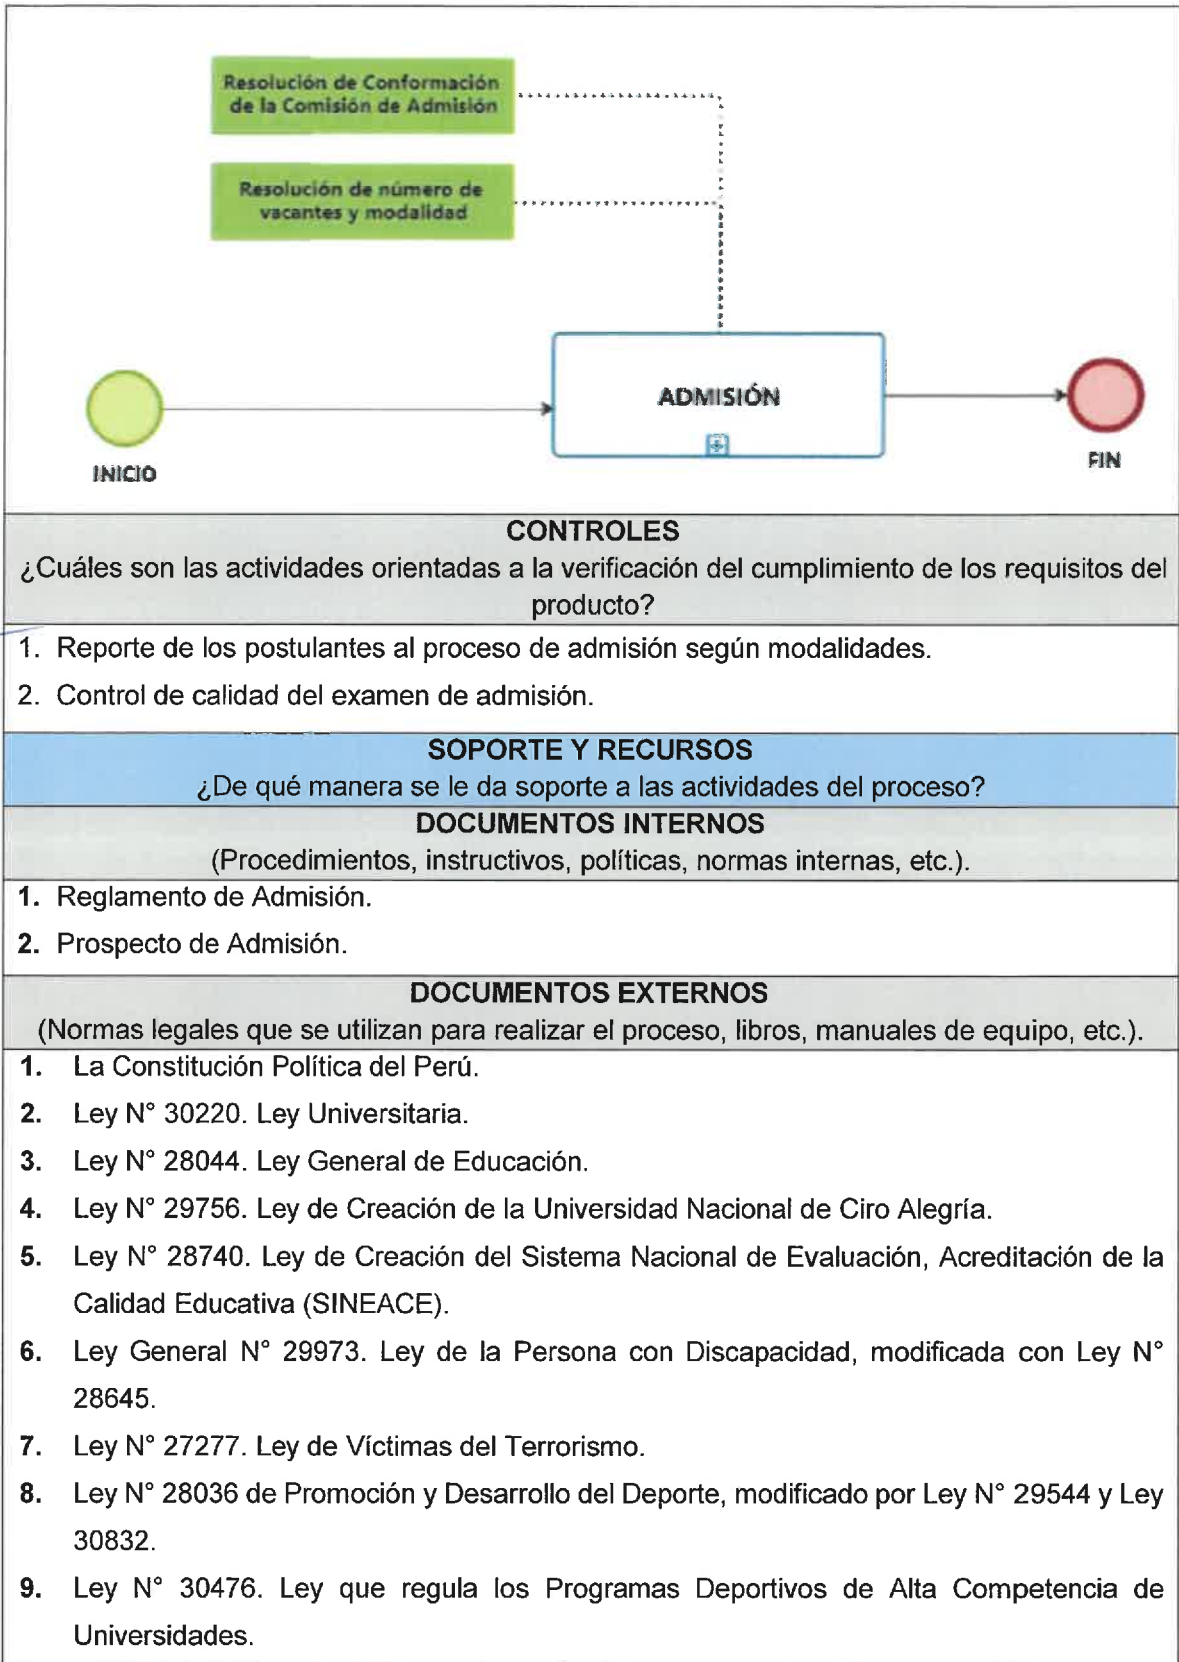 Resolución de Conformación
de la Comisión de Admisión
Resolución de número de
vacantes y modalidad
ADMISIÓN
INICIO
FIN
CONTROLES
¿Cuáles son las actividades orientadas a la verificación del cumplimiento de los requisitos del
producto?
1. Reporte de los postulantes al proceso de admisión según modalidades.
2. Control de calidad del examen de admisión.
SOPORTE Y RECURSOS
¿De qué manera se le da soporte a las actividades del proceso?
DOCUMENTOS INTERNOS
(Procedimientos, instructivos, políticas, normas internas, etc.).
1. Reglamento de Admisión.
2. Prospecto de Admisión.
DOCUMENTOS EXTERNOS
(Normas legales que se utilizan para realizar el proceso, libros, manuales de equipo, etc.).
1. La Constitución Política del Perú.
2. Ley N° 30220. Ley Universitaria.
3. Ley N° 28044. Ley General de Educación.
4. Ley N° 29756. Ley de Creación de la Universidad Nacional de Ciro Alegría.
5. Ley N° 28740. Ley de Creación del Sistema Nacional de Evaluación, Acreditación de la
Calidad Educativa (SINEACE).
6. Ley General N° 29973. Ley de la Persona con Discapacidad, modificada con Ley N°
28645.
7. Ley N° 27277. Ley de Víctimas del Terrorismo.
8. Ley N° 28036 de Promoción y Desarrollo del Deporte, modificado por Ley N° 29544 y Ley
30832.
9. Ley N° 30476. Ley que regula los Programas Deportivos de Alta Competencia de
Universidades.